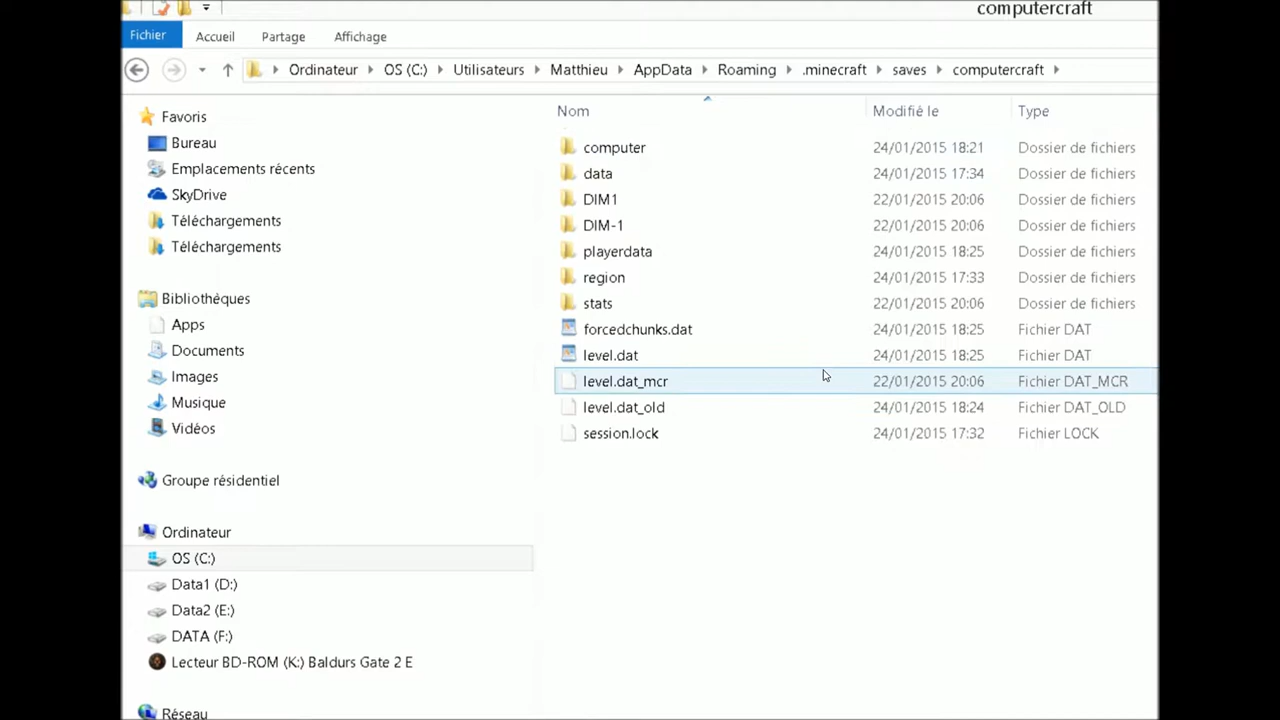 computercraft
Fichier Accueil Partage Affichage
Ordinateur OS (C:) Utilisateurs Matthieu AppData Roaming .minecraft saves computercraft
Favoris
Bureau
Emplacements récents
SkyDrive
Téléchargements
Téléchargements
Bibliothèques
Apps
Documents
Images
Musique
Vidéos
Groupe résidentiel
Ordinateur
OS (C:)
Data1 (D:)
Data2 (E:)
DATA (F:)
Lecteur BD-ROM (K:) Baldurs Gate 2 E
Réseau
Nom Modifié le Type
computer 24/01/2015 18:21 Dossier de fichiers
data 24/01/2015 17:34 Dossier de fichiers
DIM1 22/01/2015 20:06 Dossier de fichiers
DIM-1 22/01/2015 20:06 Dossier de fichiers
playerdata 24/01/2015 18:25 Dossier de fichiers
region 24/01/2015 17:33 Dossier de fichiers
stats 22/01/2015 20:06 Dossier de fichiers
forcedchunks.dat 24/01/2015 18:25 Fichier DAT
level.dat 24/01/2015 18:25 Fichier DAT
level.dat_mcr 22/01/2015 20:06 Fichier DAT_MCR
level.dat_old 24/01/2015 18:24 Fichier DAT_OLD
session.lock 24/01/2015 17:32 Fichier LOCK